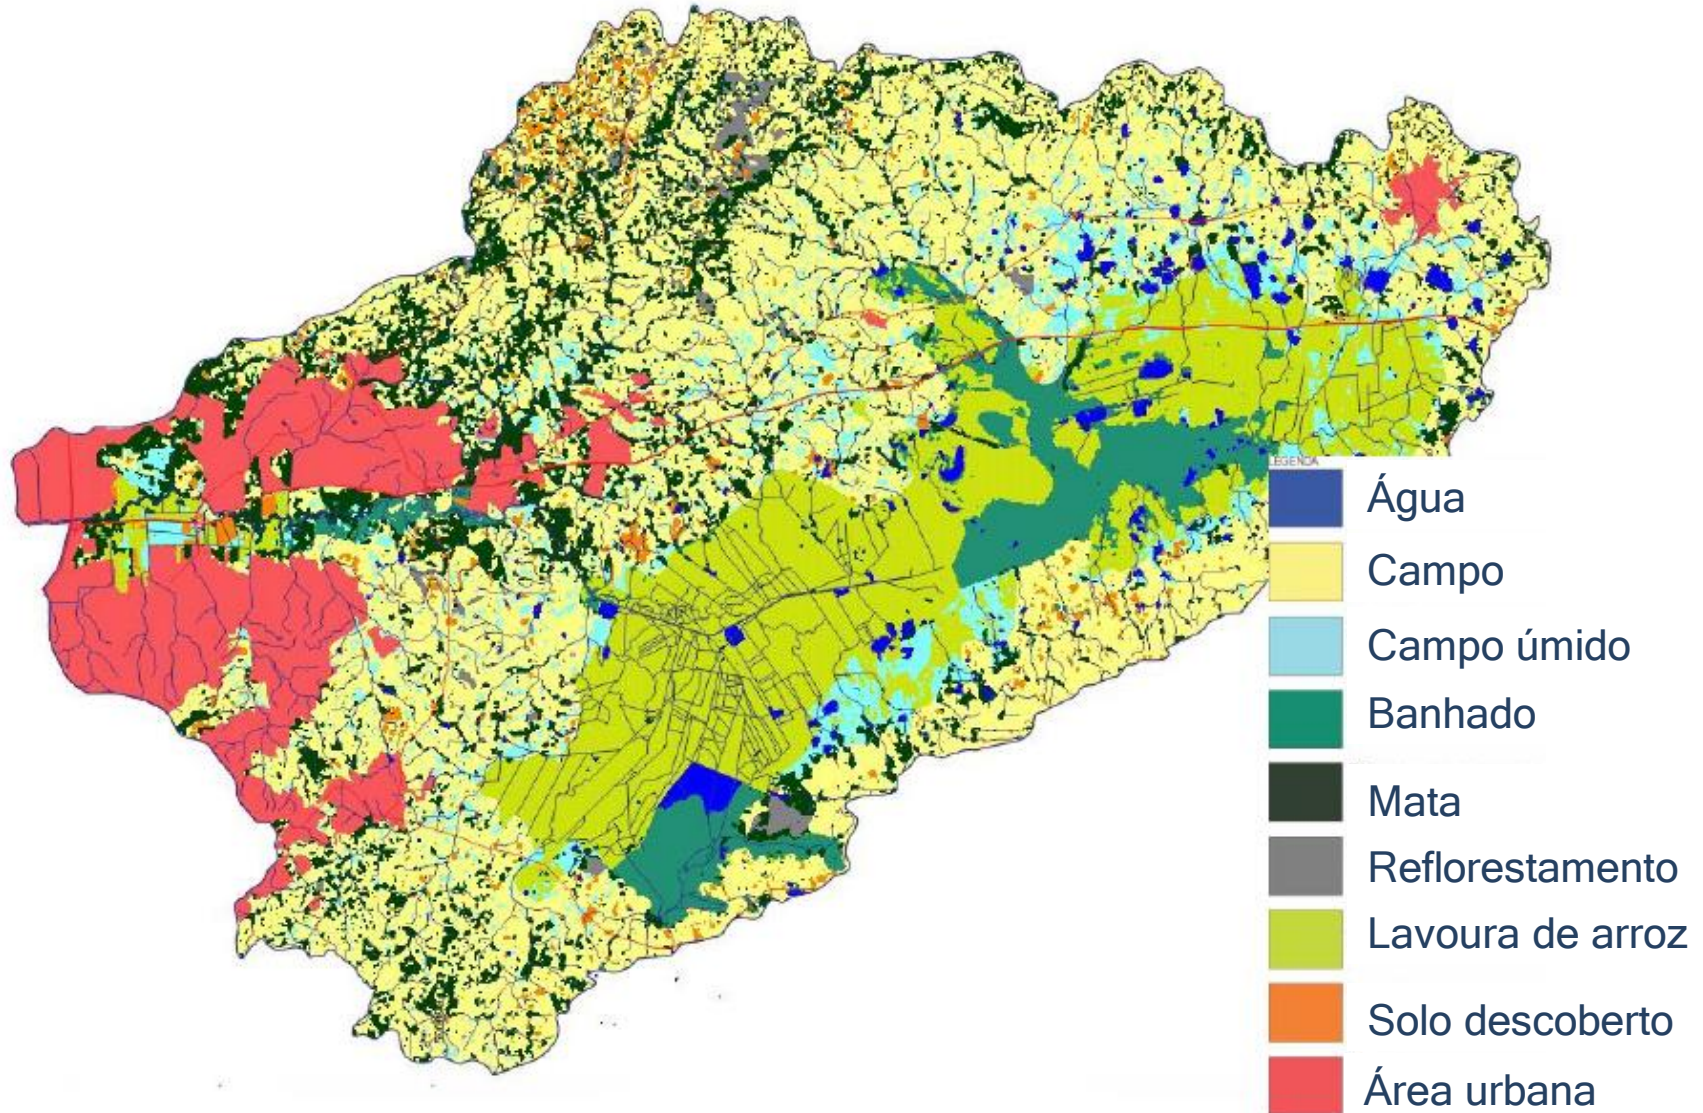 LEGENDA
Água
Campo
Campo úmido
Banhado
Mata
Reflorestamento
Lavoura de arroz
Solo descoberto
Área urbana